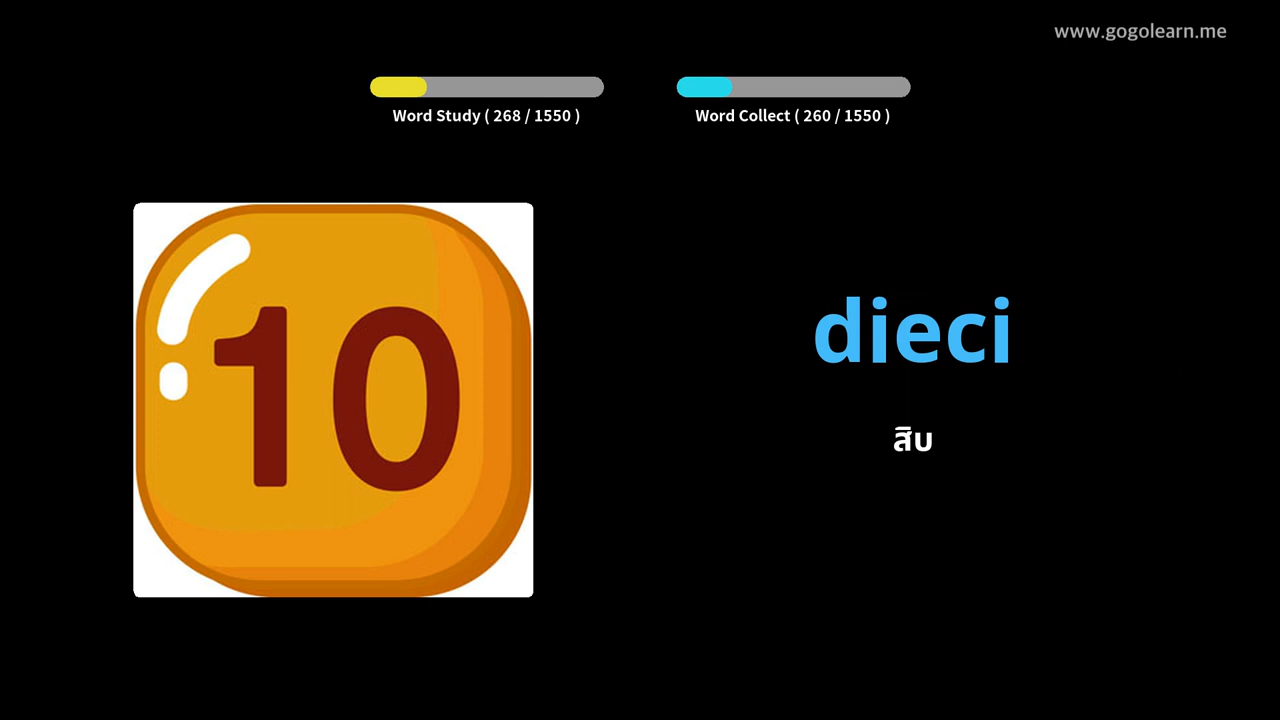 www.gogolearn.me
Word Study ( 268 / 1550 )
Word Collect ( 260 / 1550 )
10
dieci
สิบ